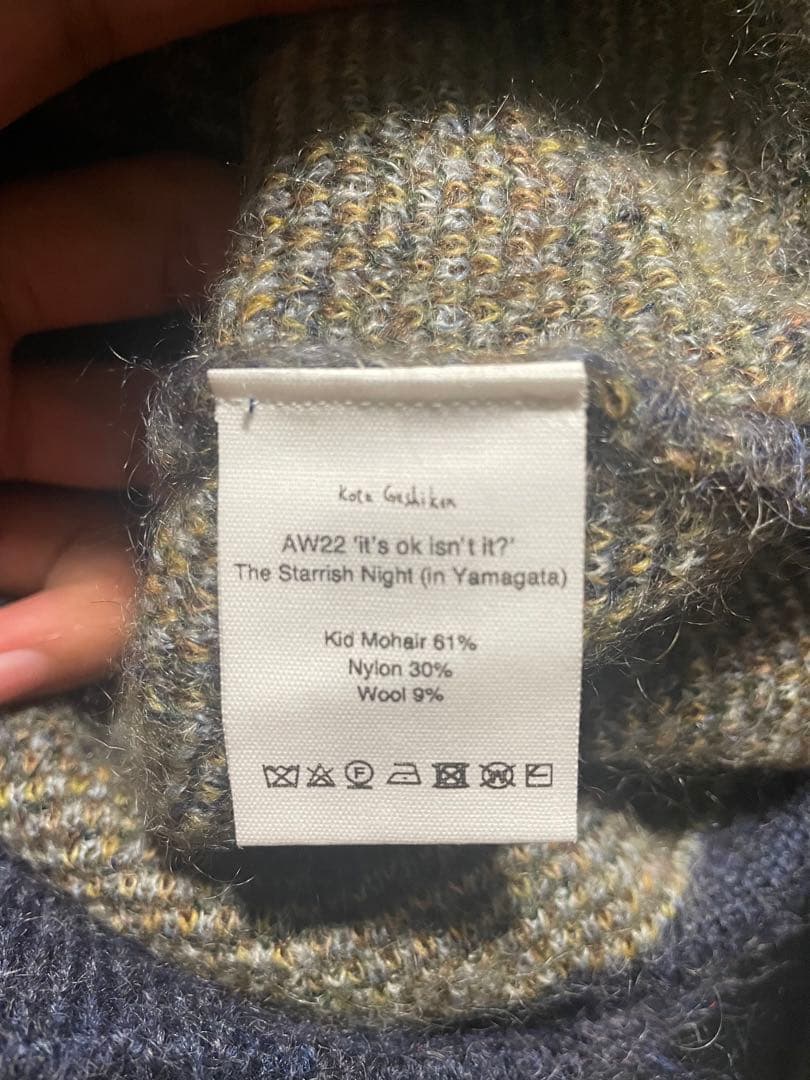 Kota Gushiken
AW22 'it's ok isn't it?'
The Starrish Night (in Yamagata)
Kid Mohair 61%
Nylon 30%
Wool 9%
F
W